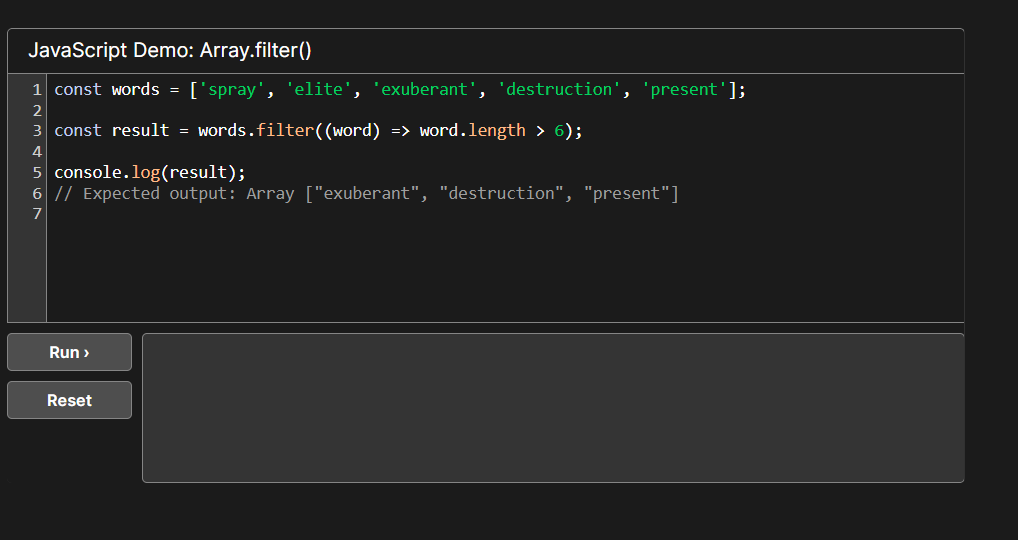 JavaScript Demo: Array.filter()
1 const words = ['spray', 'elite', 'exuberant', 'destruction', 'present'];
2
3 const result = words.filter((word) => word.length > 6);
4
5 console.log(result);
6 // Expected output: Array ["exuberant", "destruction", "present"]
7
Run ›
Reset